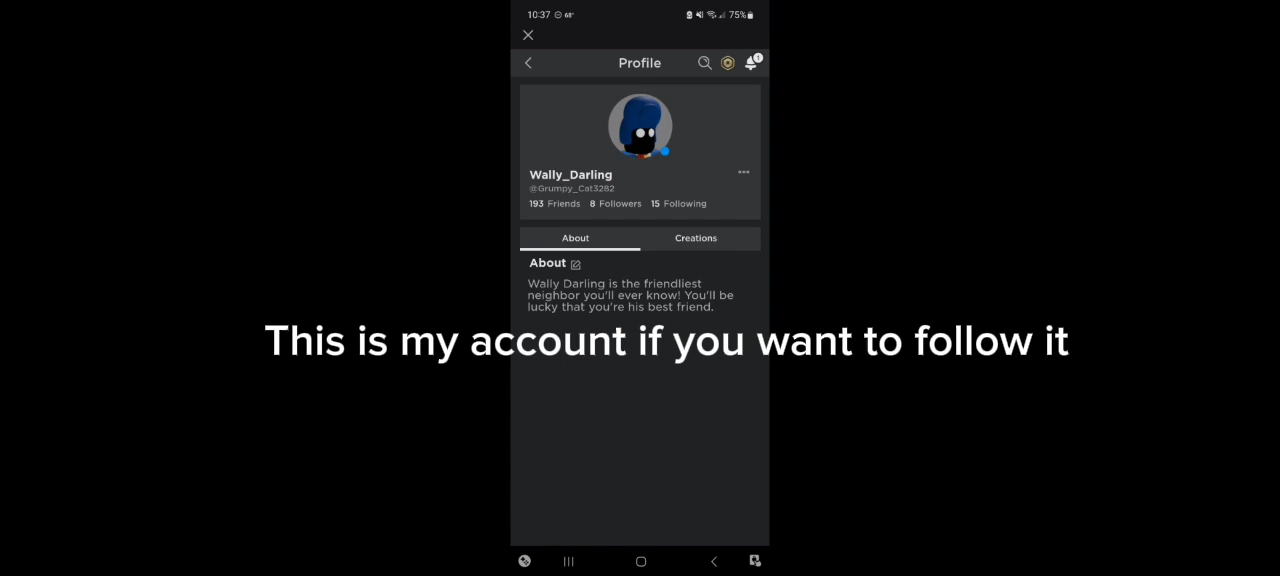 10:37 68°
75%
Profile
1
Wally_Darling
@Grumpy_Cat3282
193 Friends 8 Followers 15 Following
About Creations
About
Wally Darling is the friendliest
neighbor you'll ever know! You'll be
lucky that you're his best friend.
This is my account if you want to follow it